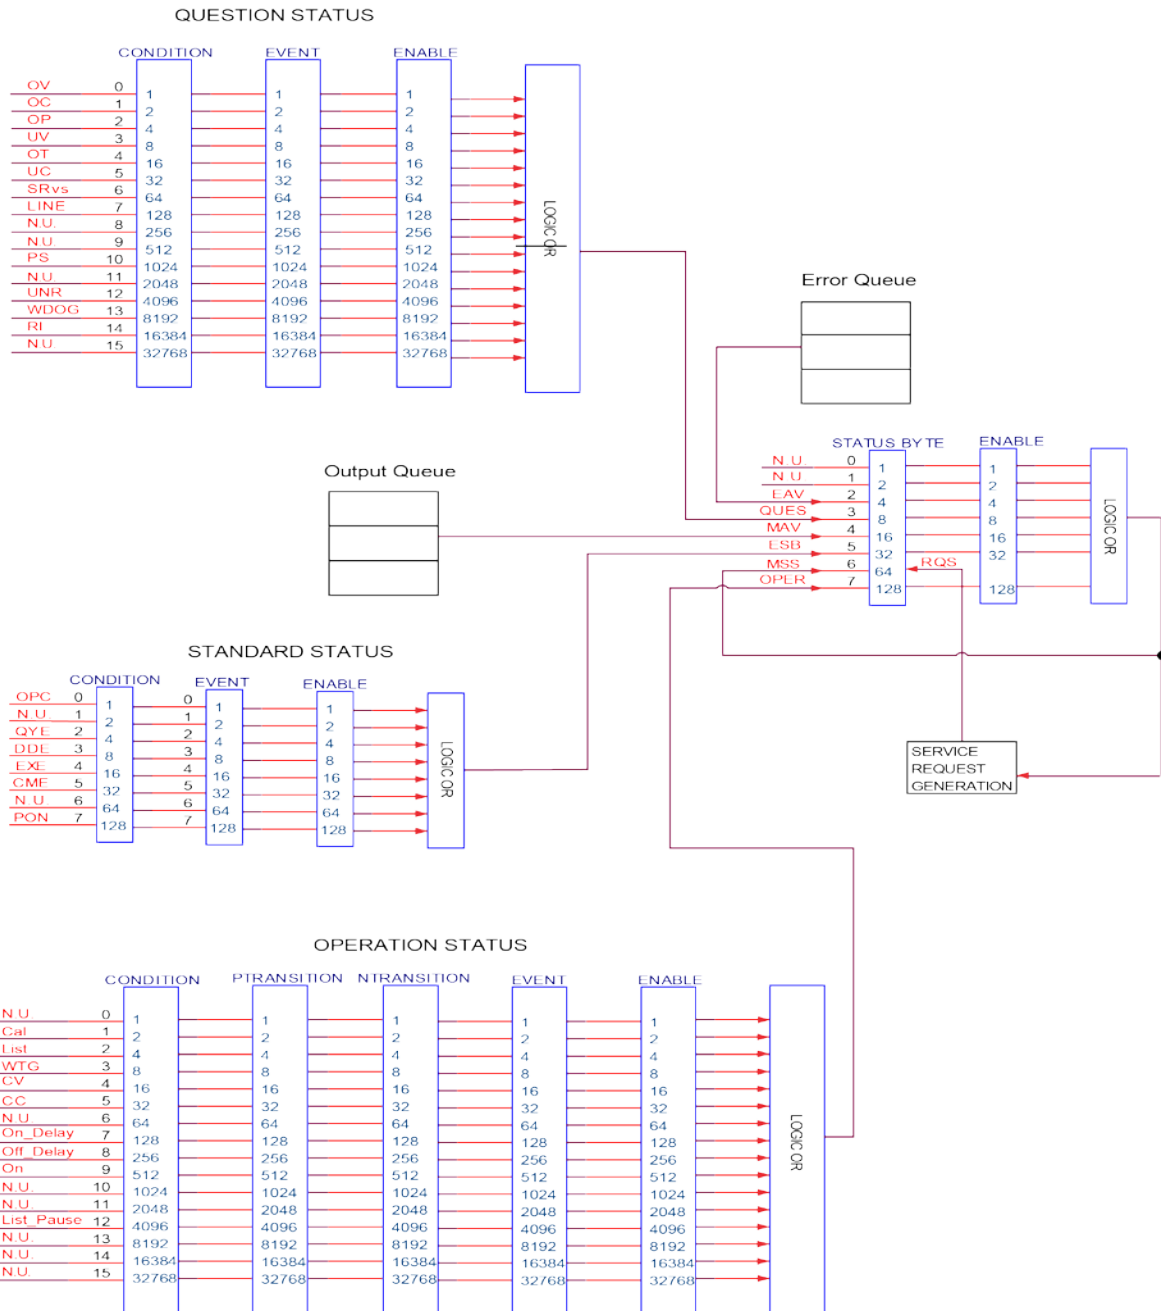 QUESTION STATUS
CONDITION EVENT ENABLE
OV 0 1 1 1
OC 1 2 2 2
OP 2 4 4 4
UV 3 8 8 8
OT 4 16 16 16
UC 5 32 32 32
SRvs 6 64 64 64
LINE 7 128 128 128
N.U. 8 256 256 256
N.U. 9 512 512 512
PS 10 1024 1024 1024
N.U. 11 2048 2048 2048
UNR 12 4096 4096 4096
WDOG 13 8192 8192 8192
RI 14 16384 16384 16384
N.U 15 32768 32768 32768
LOGIC OR
Error Queue
Output Queue
STATUS BYTE ENABLE
N.U. 0 1 1
N.U 1 2 2
EAV 2 4 4
QUES 3 8 8
MAV 4 16 16
ESB 5 32 32
MSS 6 64 RQS
OPER 7 128 128
LOGIC OR
SERVICE
REQUEST
GENERATION
STANDARD STATUS
CONDITION EVENT ENABLE
OPC 0 1 0 1 1
N.U. 1 2 1 2 2
QYE 2 4 2 4 4
DDE 3 8 3 8 8
EXE 4 16 4 16 16
CME 5 32 5 32 32
N.U 6 64 6 64 64
PON 7 128 7 128 128
LOGIC OR
OPERATION STATUS
CONDITION PTRANSITION NTRANSITION EVENT ENABLE
N.U. 0 1 1 1 1 1
Cal 1 2 2 2 2 2
List 2 4 4 4 4 4
WTG 3 8 8 8 8 8
CV 4 16 16 16 16 16
CC 5 32 32 32 32 32
N.U. 6 64 64 64 64 64
On_Delay 7 128 128 128 128 128
Off_Delay 8 256 256 256 256 256
On 9 512 512 512 512 512
N.U. 10 1024 1024 1024 1024 1024
N.U. 11 2048 2048 2048 2048 2048
List_Pause 12 4096 4096 4096 4096 4096
N.U. 13 8192 8192 8192 8192 8192
N.U. 14 16384 16384 16384 16384 16384
N.U. 15 32768 32768 32768 32768 32768
LOGIC OR